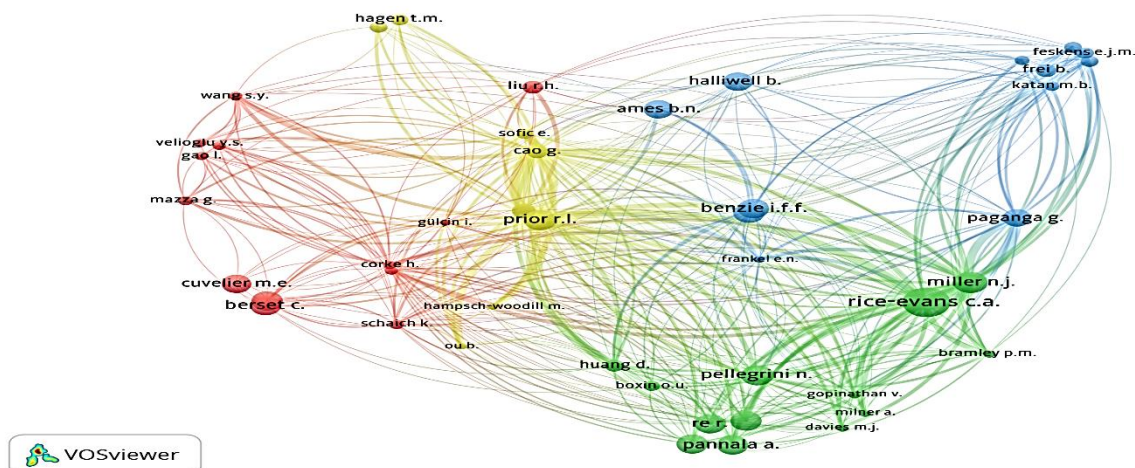 hagen t.m.
feskens e.j.m.
frei b.
katan m.b.
halliwell b.
liu r.h.
wang s.y.
ames b.n.
sofic e.
cao g.
velioglu y.s.
gao l.
mazza g.
benzie i.f.f.
prior r.l.
gülçin i.
paganga g.
frankel e.n.
corke h.
cuvelier m.e.
miller n.j.
berset c.
rice-evans c.a.
hampsch-woodill m.
schaich k.
ou b.
bramley p.m.
huang d.
pellegrini n.
boxin o.u.
gopinathan v.
milner a.
re r.
davies m.j.
pannala a.
VOSviewer